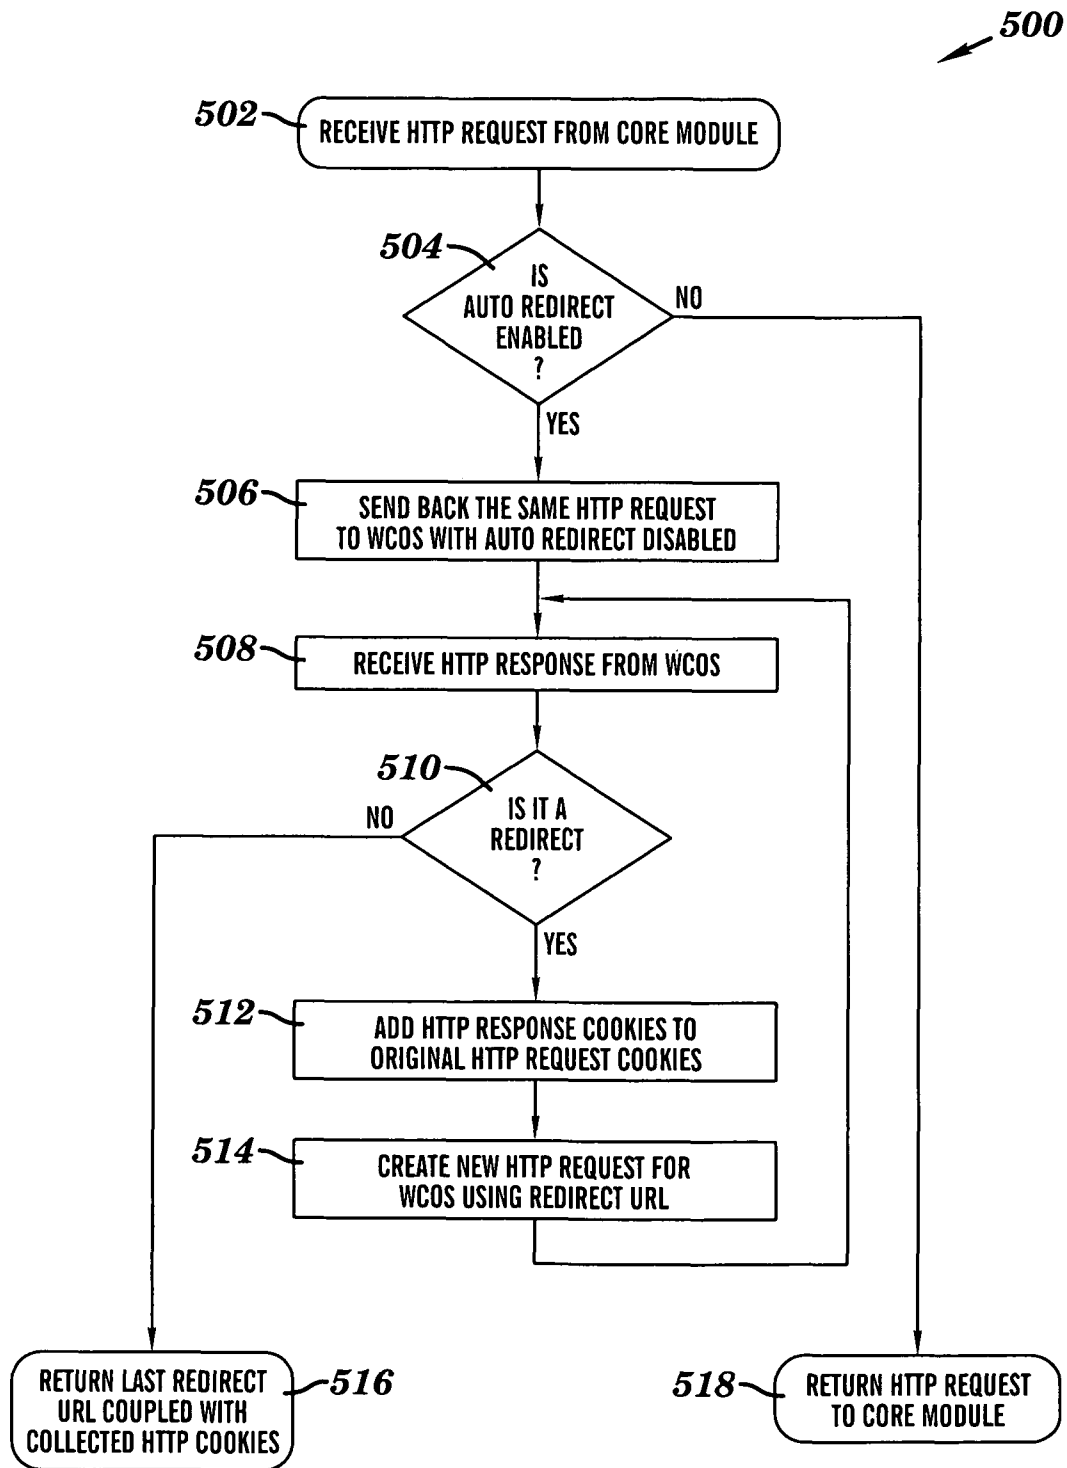 500
502
RECEIVE HTTP REQUEST FROM CORE MODULE
504
IS
AUTO REDIRECT
ENABLED
?
NO
YES
506
SEND BACK THE SAME HTTP REQUEST
TO WCOS WITH AUTO REDIRECT DISABLED
508
RECEIVE HTTP RESPONSE FROM WCOS
510
IS IT A
REDIRECT
?
NO
YES
512
ADD HTTP RESPONSE COOKIES TO
ORIGINAL HTTP REQUEST COOKIES
514
CREATE NEW HTTP REQUEST FOR
WCOS USING REDIRECT URL
RETURN LAST REDIRECT
URL COUPLED WITH
COLLECTED HTTP COOKIES
516
518
RETURN HTTP REQUEST
TO CORE MODULE